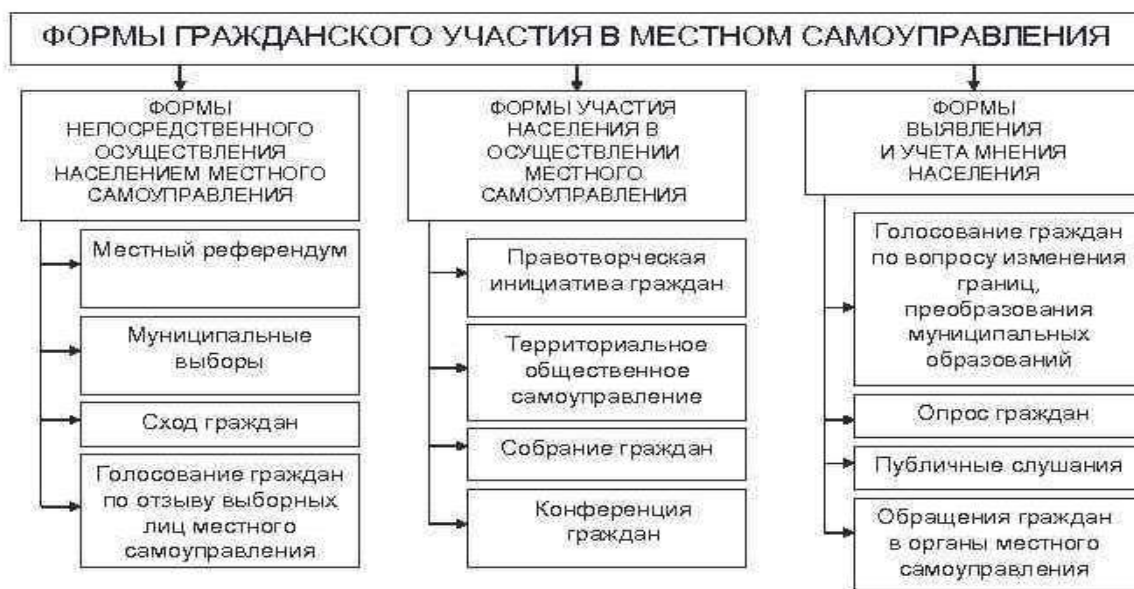 ФОРМЫ ГРАЖДАНСКОГО УЧАСТИЯ В МЕСТНОМ САМОУПРАВЛЕНИЯ
ФОРМЫ
НЕПОСРЕДСТВЕННОГО
ОСУЩЕСТВЛЕНИЯ
НАСЕЛЕНИЕМ МЕСТНОГО
САМОУПРАВЛЕНИЯ
Местный референдум
Муниципальные
выборы
Сход граждан
Голосование граждан
по отзыву выборных
лиц местного
самоуправления
ФОРМЫ УЧАСТИЯ
НАСЕЛЕНИЯ В
ОСУЩЕСТВЛЕНИИ
МЕСТНОГО
САМОУПРАВЛЕНИЯ
Правотворческая
инициатива граждан
Территориальное
общественное
самоуправление
Собрание граждан
Конференция
граждан
ФОРМЫ
ВЫЯВЛЕНИЯ
И УЧЕТА МНЕНИЯ
НАСЕЛЕНИЯ
Голосование граждан
по вопросу изменения
границ,
преобразования
муниципальных
образований
Опрос граждан
Публичные слушания
Обращения граждан
в органы местного
самоуправления